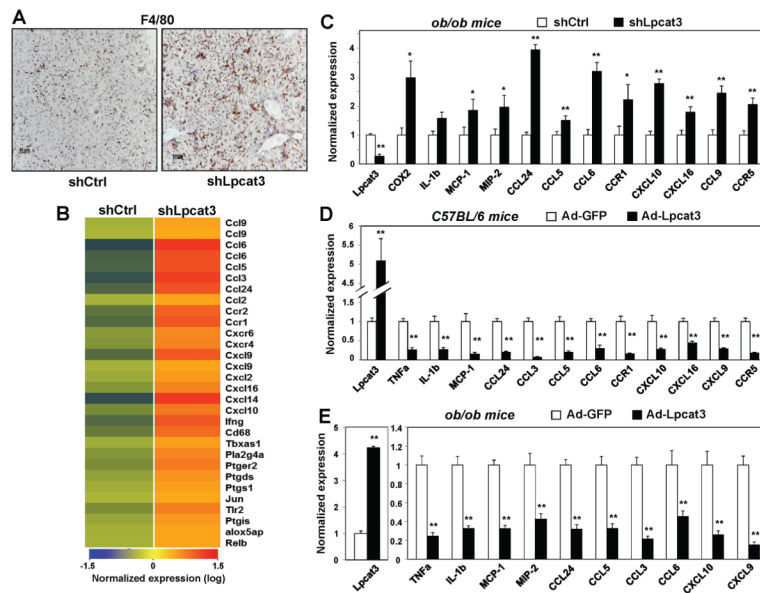 A
F4/80
shCtrl
shLpcat3
B
shCtrl
shLpcat3
Ccl9
Ccl9
Ccl6
Ccl6
Ccl5
Ccl3
Ccl24
Ccl2
Ccr2
Ccr1
Cxcr6
Cxcr4
Cxcl9
Cxcl9
Cxcl2
Cxcl16
Cxcl14
Cxcl10
Ifng
Cd68
Tbxas1
Pla2g4a
Ptger2
Ptgds
Ptgs1
Jun
Tlr2
Ptgis
alox5ap
Relb
-1.5 0 1.5
Normalized expression (log)
C
ob/ob mice
shCtrl
shLpcat3
Normalized expression
5
4
3
2
1
0
** * * * ** ** ** * ** ** ** **
Lpcat3 COX2 IL-1b MCP-1 MIP-2 CCL24 CCL5 CCL6 CCR1 CXCL10 CXCL16 CCL9 CCR5
D
C57BL/6 mice
Ad-GFP
Ad-Lpcat3
Normalized expression
6
5.5
5
4.5
1
0.5
0
** ** ** ** ** ** ** ** ** ** ** ** **
Lpcat3 TNFa IL-1b MCP-1 CCL24 CCL3 CCL5 CCL6 CCR1 CXCL10 CXCL16 CXCL9 CCR5
E
ob/ob mice
Ad-GFP
Ad-Lpcat3
Normalized expression
5
4
3
2
1
0
**
Lpcat3
1.4
1.2
1
0.8
0.6
0.4
0.2
0
** ** ** ** ** ** ** ** ** **
TNFa IL-1b MCP-1 MIP-2 CCL24 CCL5 CCL3 CCL6 CXCL10 CXCL9